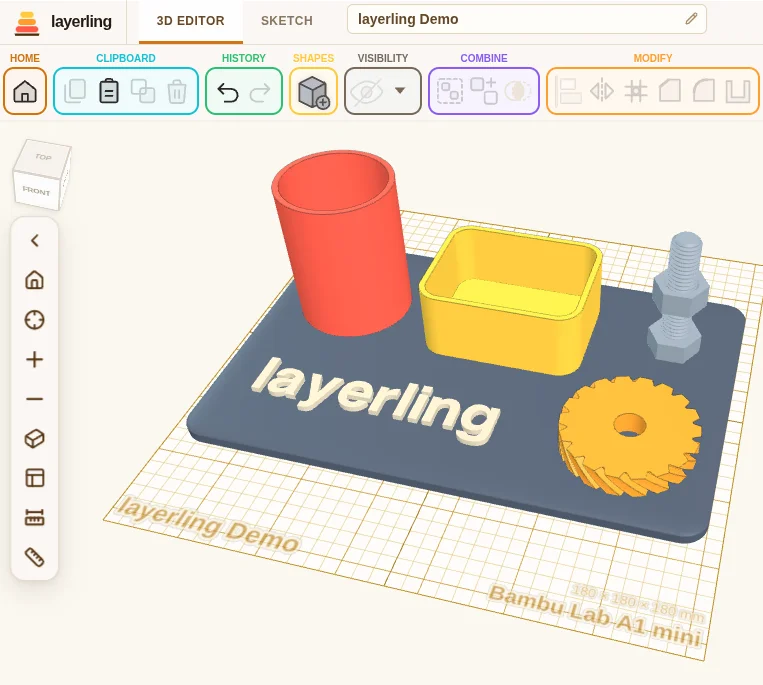 layerling
3D EDITOR
SKETCH
layerling Demo
HOME
CLIPBOARD
HISTORY
SHAPES
VISIBILITY
COMBINE
MODIFY
TOP
FRONT
layerling
layerling Demo
180 × 180 × 180 mm
Bambu Lab A1 mini